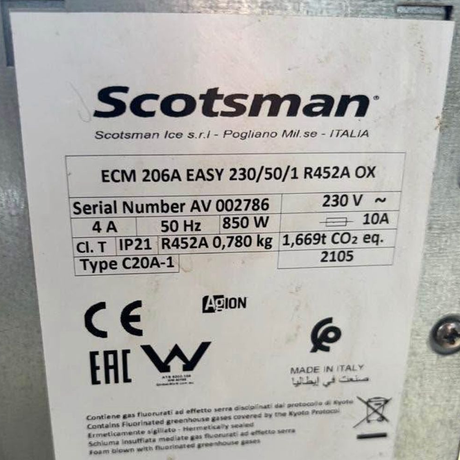 Scotsman®
Scotsman Ice s.r.l - Pogliano Mil.se - ITALIA
ECM 206A EASY 230/50/1 R452A OX
Serial Number AV 002786 230 V ~
4 A 50 Hz 850 W 10A
Cl. T IP21 R452A 0,780 kg 1,669t CO₂ eq.
Type C20A-1 2105
CE AgION
EAC
MADE IN ITALY
صنعت في إيطاليا
Contiene gas fluorurati ad effetto serra disciplinati dal protocollo di Kyoto
Contains Fluorinated greenhouse gases covered by the Kyoto Protocol
Ermeticamente sigillato - Hermetically sealed
Schiuma insufflata mediate gas fluorurati ad effetto serra
Foam blown with fluorinated greenhouse gases